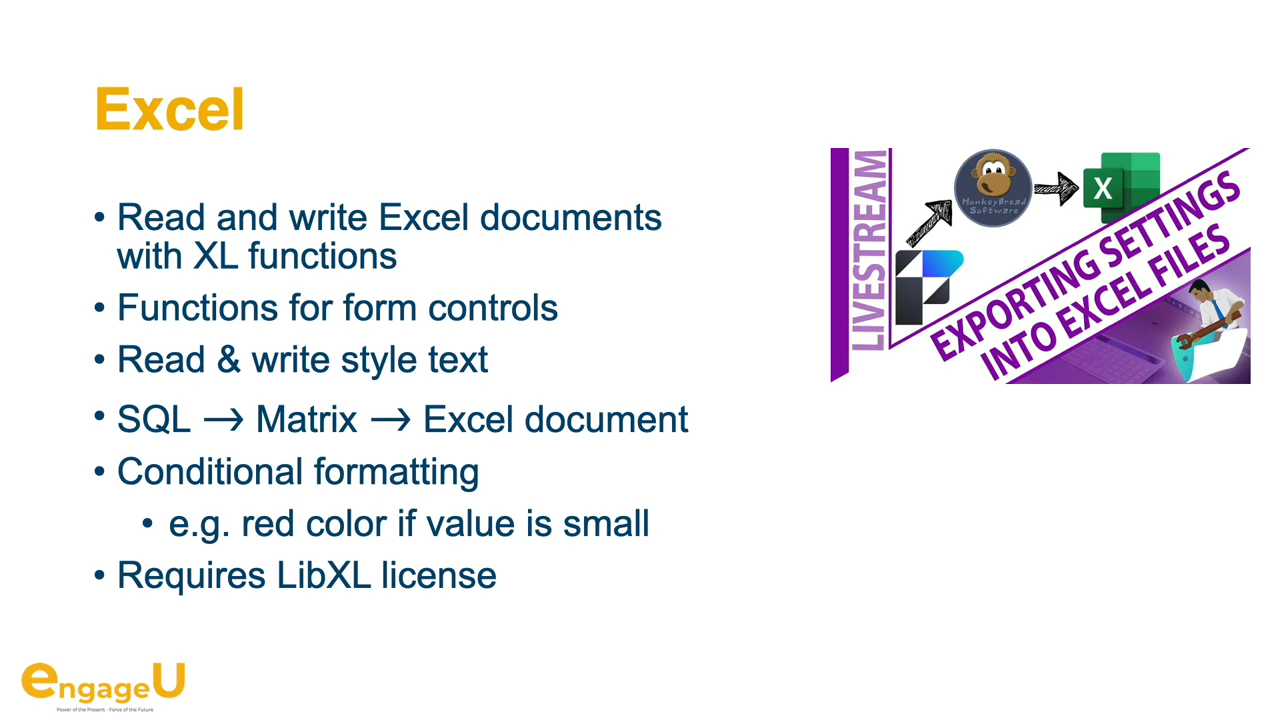 Excel
• Read and write Excel documents
with XL functions
• Functions for form controls
• Read & write style text
• SQL → Matrix → Excel document
• Conditional formatting
• e.g. red color if value is small
• Requires LibXL license
LIVESTREAM
MonkeyBread
Software
X
EXPORTING SETTINGS
INTO EXCEL FILES
engageU
Power of the Present - Force of the Future